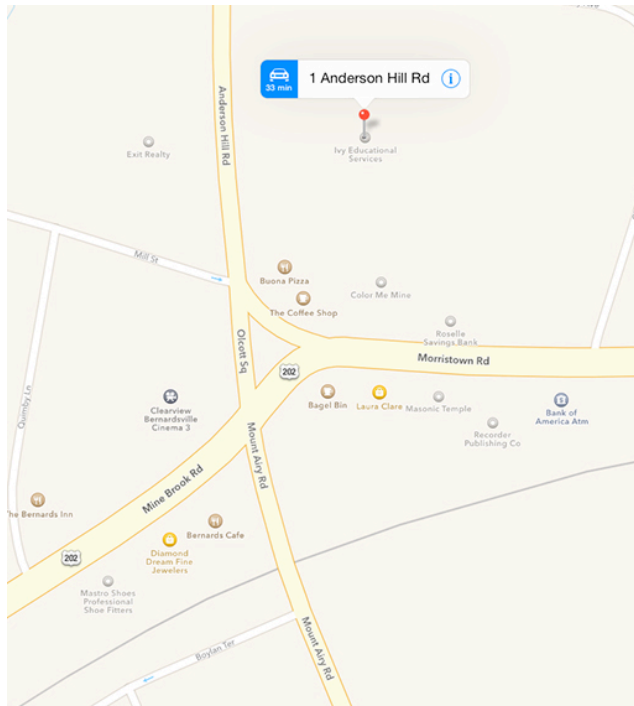 33 min
1 Anderson Hill Rd
Anderson Hill Rd
Exit Realty
Ivy Educational
Services
Mill St
Buona Pizza
Color Me Mine
The Coffee Shop
Roselle
Savings Bank
Olcott Sq
Morristown Rd
202
Quimby Ln
Clearview
Bernardsville
Cinema 3
Bagel Bin
Laura Clare
Masonic Temple
Bank of
America Atm
Recorder
Publishing Co
Mount Airy Rd
Mine Brook Rd
The Bernards Inn
Bernards Cafe
202
Diamond
Dream Fine
Jewelers
Mastro Shoes
Professional
Shoe Fitters
Boylan Ter
Mount Airy Rd